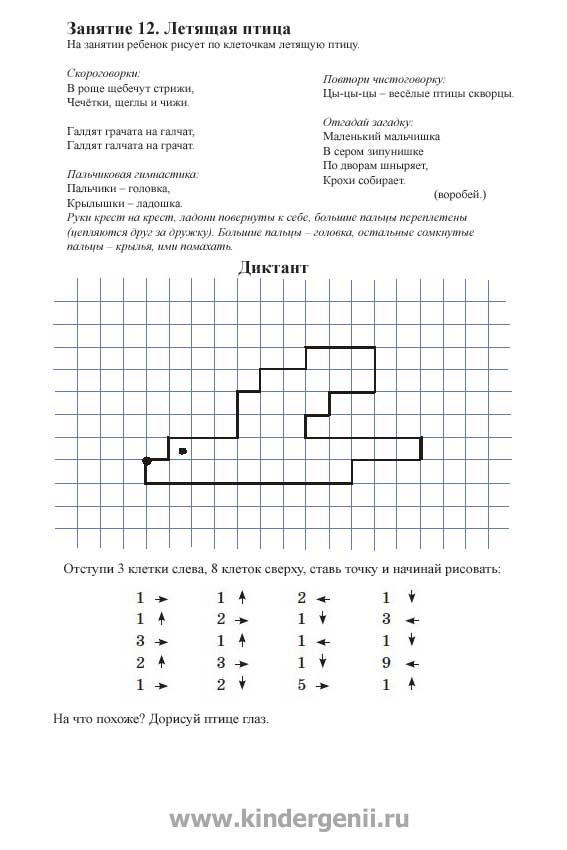 Занятие 12. Летящая птица
На занятии ребенок рисует по клеточкам летящую птицу.
Скороговорки:
В роще щебечут стрижи,
Чечётки, щеглы и чижи.
Галдят грачата на галчат,
Галдят галчата на грачат.
Пальчиковая гимнастика:
Пальчики – головка,
Крылышки – ладошка.
Повтори чистоговорку:
Цы-цы-цы – весёлые птицы скворцы.
Отгадай загадку:
Маленький мальчишка
В сером зипунишке
По дворам шныряет,
Крохи собирает.
(воробей.)
Руки крест на крест, ладони повернуты к себе, большие пальцы переплетены
(цепляются друг за дружку). Большие пальцы – головка, остальные сомкнутые
пальцы – крылья, ими помахать.
Диктант
Отступи 3 клетки слева, 8 клеток сверху, ставь точку и начинай рисовать:
1 → 1 ↑ 2 ← 1 ↓
1 ↑ 2 → 1 ↓ 3 ←
3 → 1 ↑ 1 ← 1 ↓
2 ↑ 3 → 1 ↓ 9 ←
1 → 2 ↓ 5 → 1 ↑
На что похоже? Дорисуй птице глаз.
www.kindergenii.ru